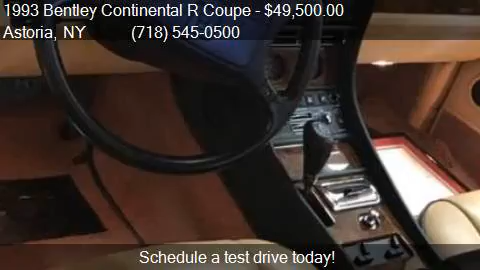 1993 Bentley Continental R Coupe - $49,500.00
Astoria, NY (718) 545-0500
Schedule a test drive today!